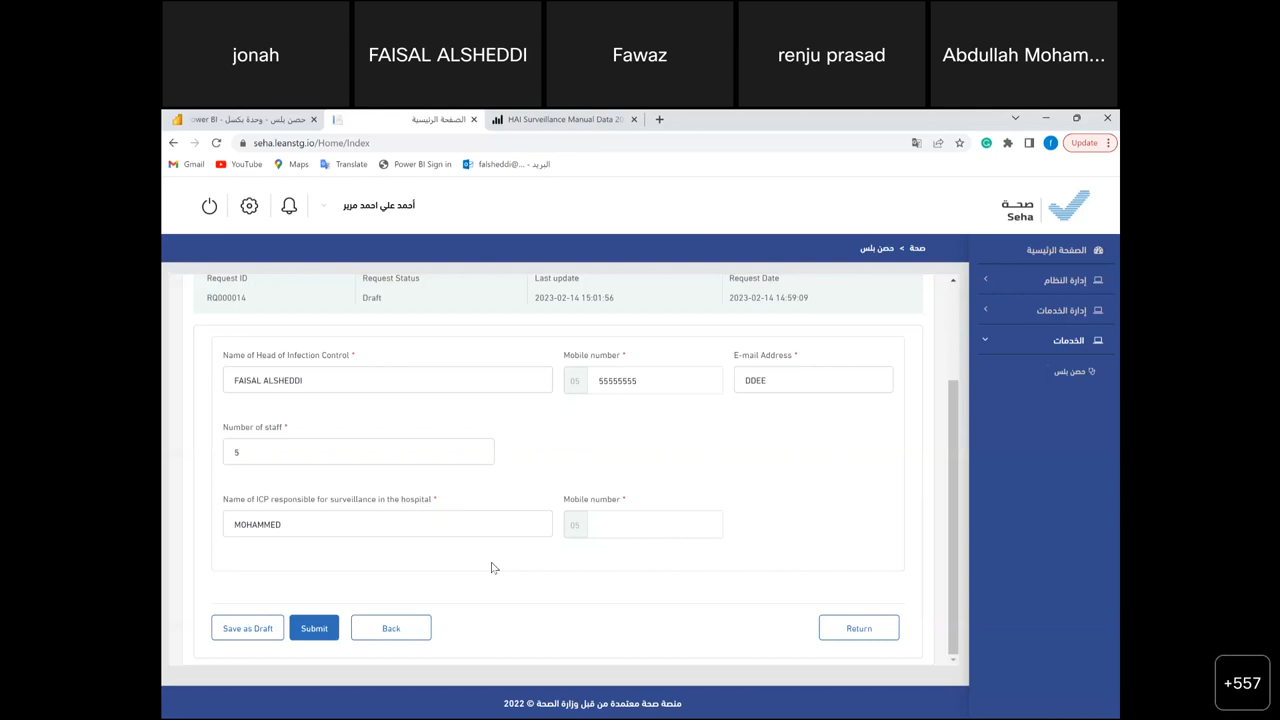 jonah
FAISAL ALSHEDDI
Fawaz
renju prasad
Abdullah Moham...
حصن بلس - وحدة بكسل - ower BI
الصفحة الرئيسية
HAI Surveillance Manual Data 20
seha.leanstg.io/Home/Index
Update
Gmail
YouTube
Maps
Translate
Power BI Sign in
البريد - ...falsheddi@
أحمد علي احمد مرير
صحة
Seha
صحة > حصن بلس
الصفحة الرئيسية
إدارة النظام
إدارة الخدمات
الخدمات
حصن بلس
Request ID
Request Status
Last update
Request Date
RQ000014
Draft
2023-02-14 15:01:56
2023-02-14 14:59:09
Name of Head of Infection Control *
Mobile number *
E-mail Address *
FAISAL ALSHEDDI
05
55555555
DDEE
Number of staff *
5
Name of ICP responsible for surveillance in the hospital *
Mobile number *
MOHAMMED
05
Save as Draft
Submit
Back
Return
منصة صحة معتمدة من قبل وزارة الصحة © 2022
+557